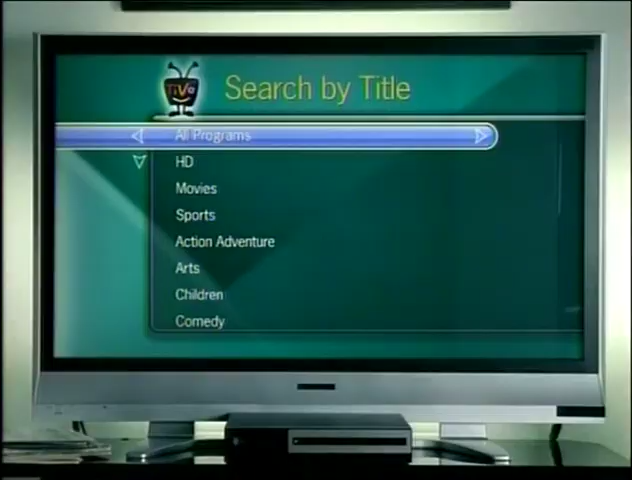 TiVo
Search by Title
All Programs
HD
Movies
Sports
Action Adventure
Arts
Children
Comedy